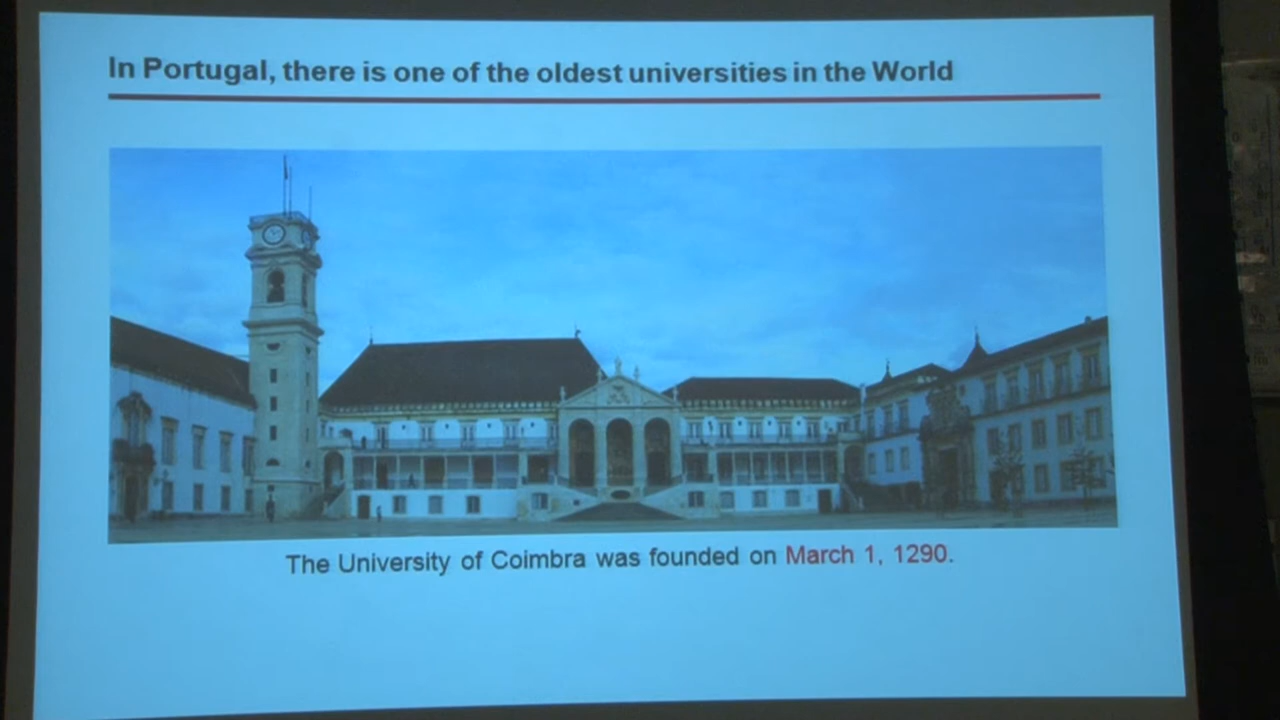 In Portugal, there is one of the oldest universities in the World
The University of Coimbra was founded on March 1, 1290.